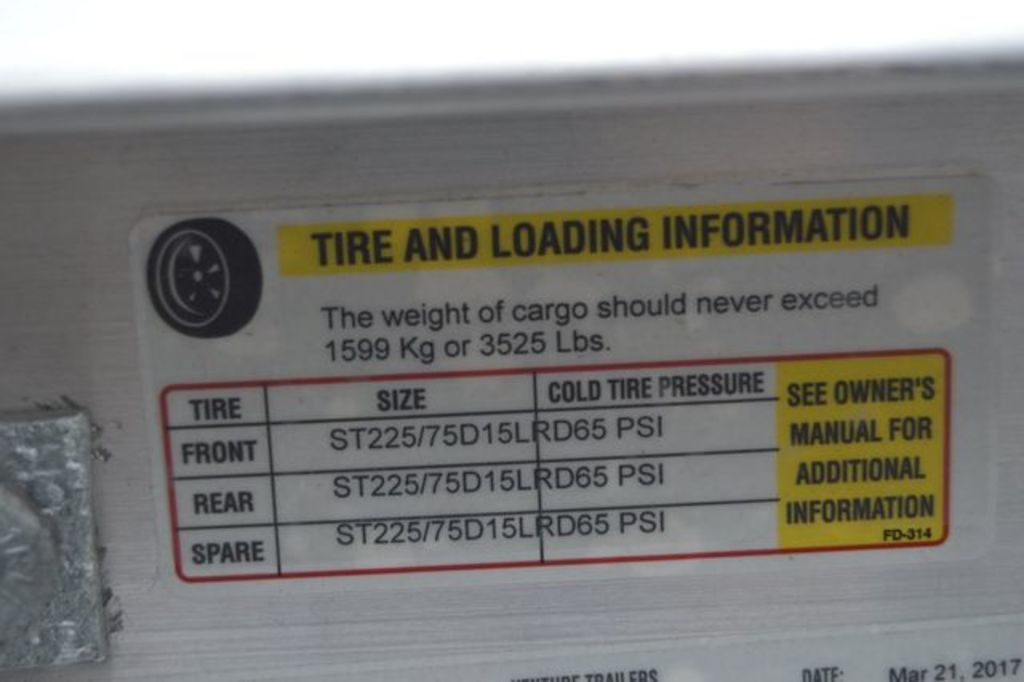 TIRE AND LOADING INFORMATION
The weight of cargo should never exceed
1599 Kg or 3525 Lbs.
TIRE SIZE COLD TIRE PRESSURE
FRONT ST225/75D15LRD65 PSI
REAR ST225/75D15LRD65 PSI
SPARE ST225/75D15LRD65 PSI
SEE OWNER'S
MANUAL FOR
ADDITIONAL
INFORMATION
FD-314
VENTURE TRAILERS DATE: Mar 21, 2017